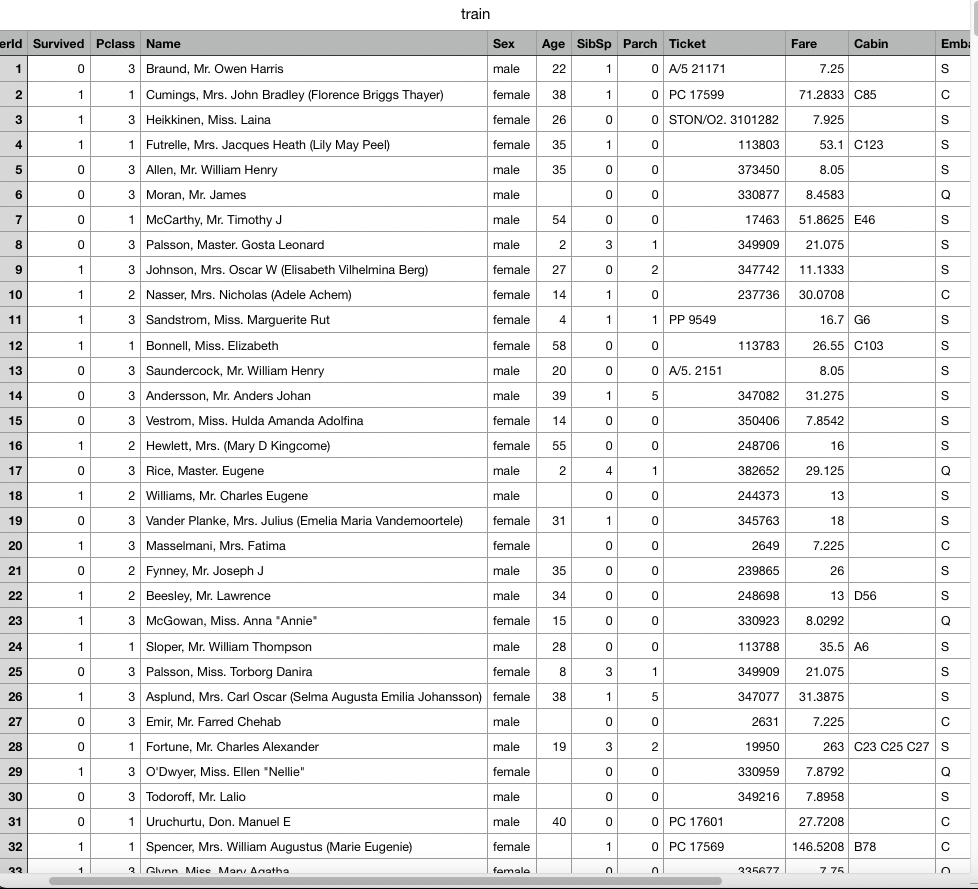 train
erId Survived Pclass Name Sex Age SibSp Parch Ticket Fare Cabin Emba
1 0 3 Braund, Mr. Owen Harris male 22 1 0 A/5 21171 7.25 S
2 1 1 Cumings, Mrs. John Bradley (Florence Briggs Thayer) female 38 1 0 PC 17599 71.2833 C85 C
3 1 3 Heikkinen, Miss. Laina female 26 0 0 STON/O2. 3101282 7.925 S
4 1 1 Futrelle, Mrs. Jacques Heath (Lily May Peel) female 35 1 0 113803 53.1 C123 S
5 0 3 Allen, Mr. William Henry male 35 0 0 373450 8.05 S
6 0 3 Moran, Mr. James male 0 0 330877 8.4583 Q
7 0 1 McCarthy, Mr. Timothy J male 54 0 0 17463 51.8625 E46 S
8 0 3 Palsson, Master. Gosta Leonard male 2 3 1 349909 21.075 S
9 1 3 Johnson, Mrs. Oscar W (Elisabeth Vilhelmina Berg) female 27 0 2 347742 11.1333 S
10 1 2 Nasser, Mrs. Nicholas (Adele Achem) female 14 1 0 237736 30.0708 C
11 1 3 Sandstrom, Miss. Marguerite Rut female 4 1 1 PP 9549 16.7 G6 S
12 1 1 Bonnell, Miss. Elizabeth female 58 0 0 113783 26.55 C103 S
13 0 3 Saundercock, Mr. William Henry male 20 0 0 A/5. 2151 8.05 S
14 0 3 Andersson, Mr. Anders Johan male 39 1 5 347082 31.275 S
15 0 3 Vestrom, Miss. Hulda Amanda Adolfina female 14 0 0 350406 7.8542 S
16 1 2 Hewlett, Mrs. (Mary D Kingcome) female 55 0 0 248706 16 S
17 0 3 Rice, Master. Eugene male 2 4 1 382652 29.125 Q
18 1 2 Williams, Mr. Charles Eugene male 0 0 244373 13 S
19 0 3 Vander Planke, Mrs. Julius (Emelia Maria Vandemoortele) female 31 1 0 345763 18 S
20 1 3 Masselmani, Mrs. Fatima female 0 0 2649 7.225 C
21 0 2 Fynney, Mr. Joseph J male 35 0 0 239865 26 S
22 1 2 Beesley, Mr. Lawrence male 34 0 0 248698 13 D56 S
23 1 3 McGowan, Miss. Anna "Annie" female 15 0 0 330923 8.0292 Q
24 1 1 Sloper, Mr. William Thompson male 28 0 0 113788 35.5 A6 S
25 0 3 Palsson, Miss. Torborg Danira female 8 3 1 349909 21.075 S
26 1 3 Asplund, Mrs. Carl Oscar (Selma Augusta Emilia Johansson) female 38 1 5 347077 31.3875 S
27 0 3 Emir, Mr. Farred Chehab male 0 0 2631 7.225 C
28 0 1 Fortune, Mr. Charles Alexander male 19 3 2 19950 263 C23 C25 C27 S
29 1 3 O'Dwyer, Miss. Ellen "Nellie" female 0 0 330959 7.8792 Q
30 0 3 Todoroff, Mr. Lalio male 0 0 349216 7.8958 S
31 0 1 Uruchurtu, Don. Manuel E male 40 0 0 PC 17601 27.7208 C
32 1 1 Spencer, Mrs. William Augustus (Marie Eugenie) female 1 0 PC 17569 146.5208 B78 C
33 1 3 Glynn, Miss. Mary Agatha female 0 0 335677 7.75 Q